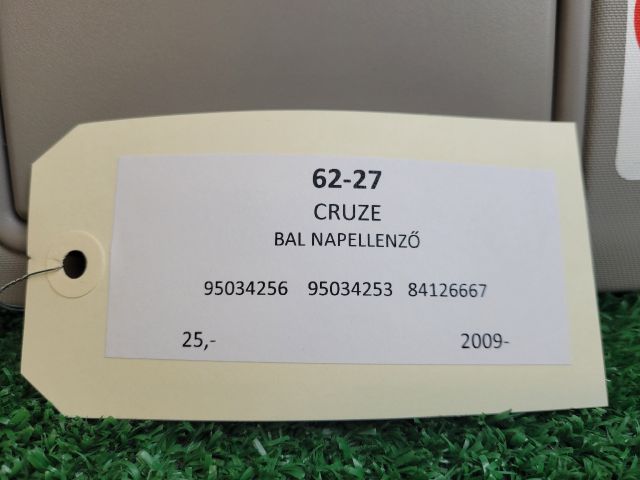 62-27
CRUZE
BAL NAPELLENZŐ
95034256 95034253 84126667
25,- 2009-